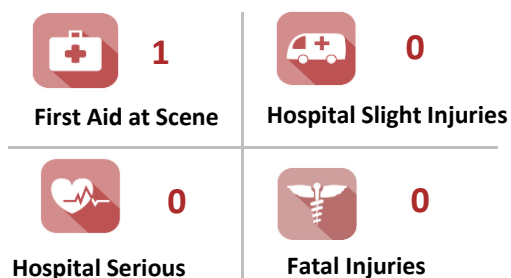 1
First Aid at Scene
0
Hospital Slight Injuries
0
Hospital Serious
0
Fatal Injuries